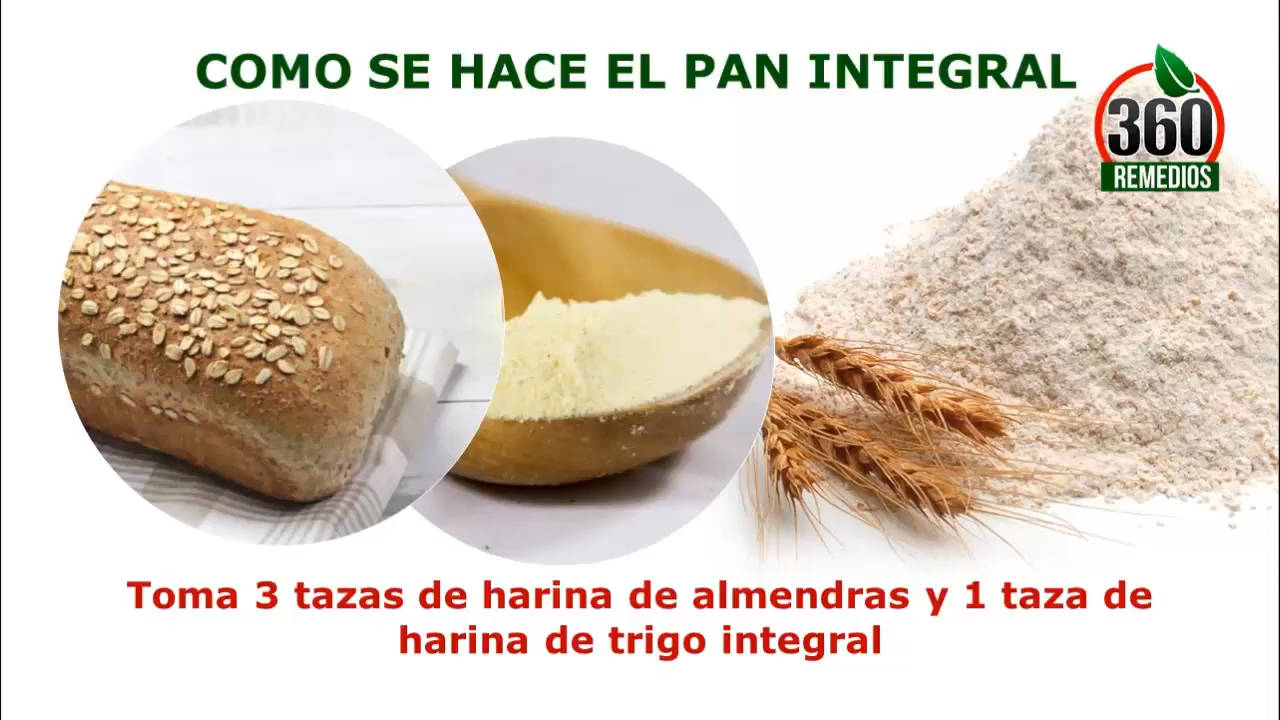 COMO SE HACE EL PAN INTEGRAL
360
REMEDIOS
Toma 3 tazas de harina de almendras y 1 taza de
harina de trigo integral